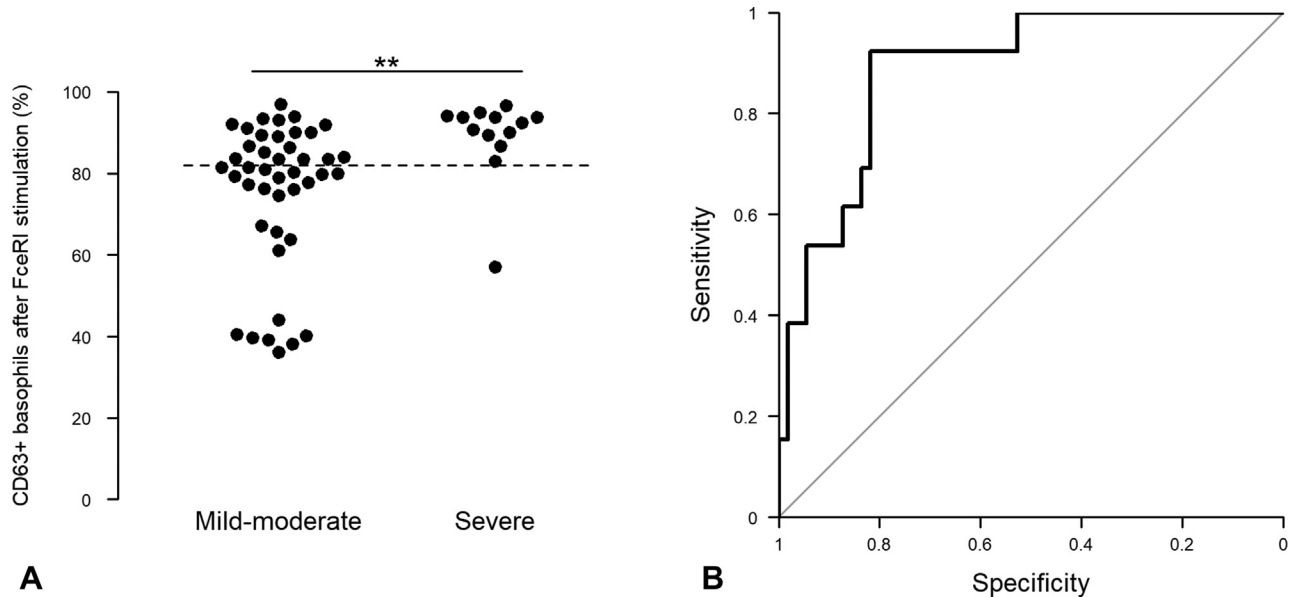 **
CD63+ basophils after FceRI stimulation (%)
100
80
60
40
20
0
Mild-moderate
Severe
A
Sensitivity
1
0.8
0.6
0.4
0.2
0
1
0.8
0.6
0.4
0.2
0
Specificity
B